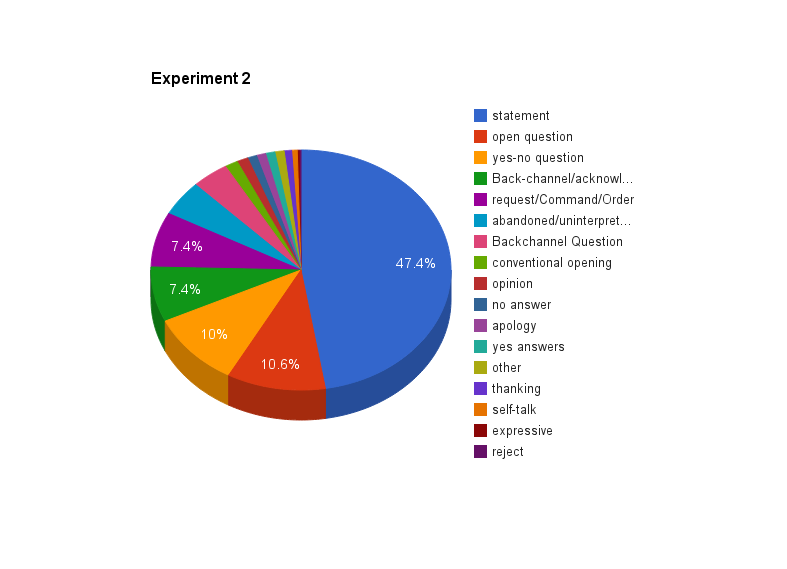 Experiment 2
statement
open question
yes-no question
Back-channel/acknowl...
request/Command/Order
abandoned/uninterpret...
Backchannel Question
conventional opening
opinion
no answer
apology
yes answers
other
thanking
self-talk
expressive
reject
47.4%
10.6%
10%
7.4%
7.4%